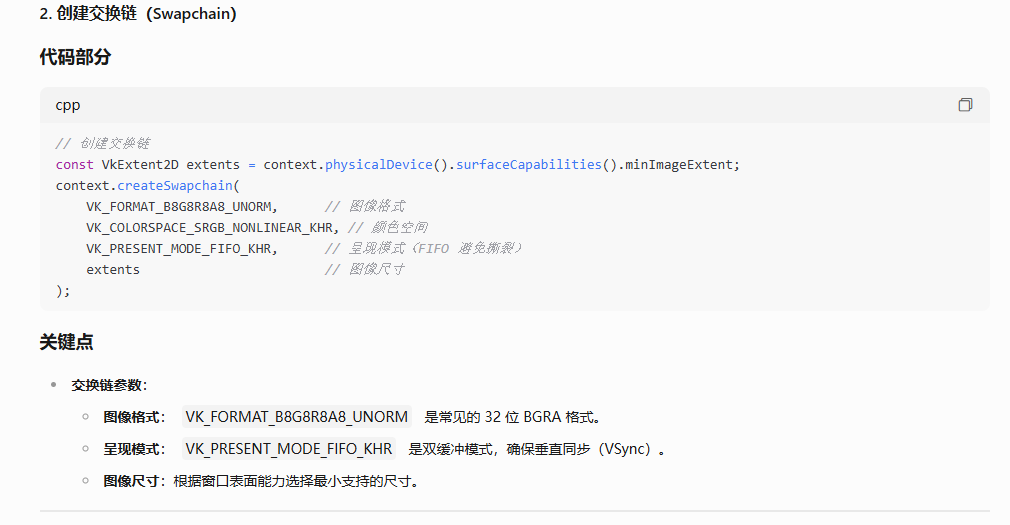 2. 创建交换链（Swapchain）
代码部分
cpp
// 创建交换链
const VkExtent2D extents = context.physicalDevice().surfaceCapabilities().minImageExtent;
context.createSwapchain(
    VK_FORMAT_B8G8R8A8_UNORM,      // 图像格式
    VK_COLORSPACE_SRGB_NONLINEAR_KHR, // 颜色空间
    VK_PRESENT_MODE_FIFO_KHR,      // 呈现模式（FIFO 避免撕裂）
    extents                        // 图像尺寸
);
关键点
• 交换链参数：
○ 图像格式： VK_FORMAT_B8G8R8A8_UNORM 是常见的 32 位 BGRA 格式。
○ 呈现模式： VK_PRESENT_MODE_FIFO_KHR 是双缓冲模式，确保垂直同步（VSync）。
○ 图像尺寸：根据窗口表面能力选择最小支持的尺寸。